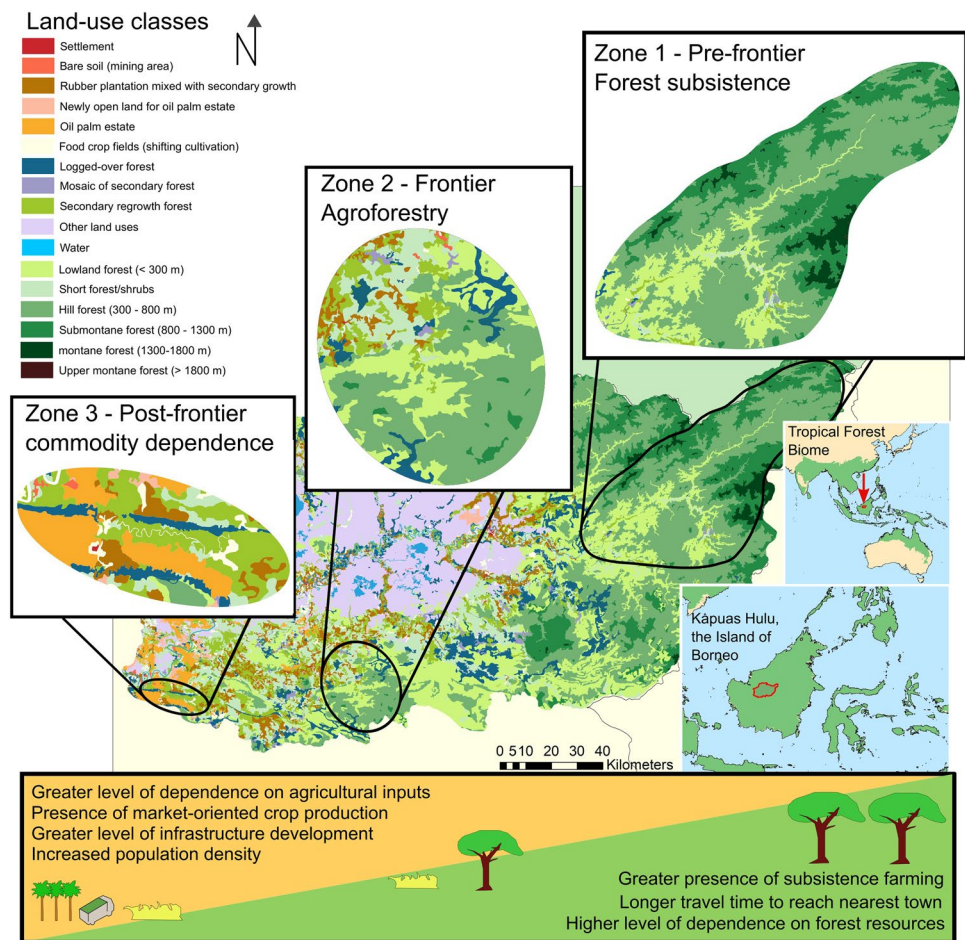 Land-use classes
N
Settlement
Bare soil (mining area)
Rubber plantation mixed with secondary growth
Newly open land for oil palm estate
Oil palm estate
Food crop fields (shifting cultivation)
Logged-over forest
Mosaic of secondary forest
Secondary regrowth forest
Other land uses
Water
Lowland forest (< 300 m)
Short forest/shrubs
Hill forest (300 - 800 m)
Submontane forest (800 - 1300 m)
montane forest (1300-1800 m)
Upper montane forest (> 1800 m)
Zone 1 - Pre-frontier
Forest subsistence
Zone 2 - Frontier
Agroforestry
Zone 3 - Post-frontier
commodity dependence
Tropical Forest
Biome
Kapuas Hulu,
the Island of
Borneo
0 5 10 20 30 40
Kilometers
Greater level of dependence on agricultural inputs
Presence of market-oriented crop production
Greater level of infrastructure development
Increased population density
Greater presence of subsistence farming
Longer travel time to reach nearest town
Higher level of dependence on forest resources